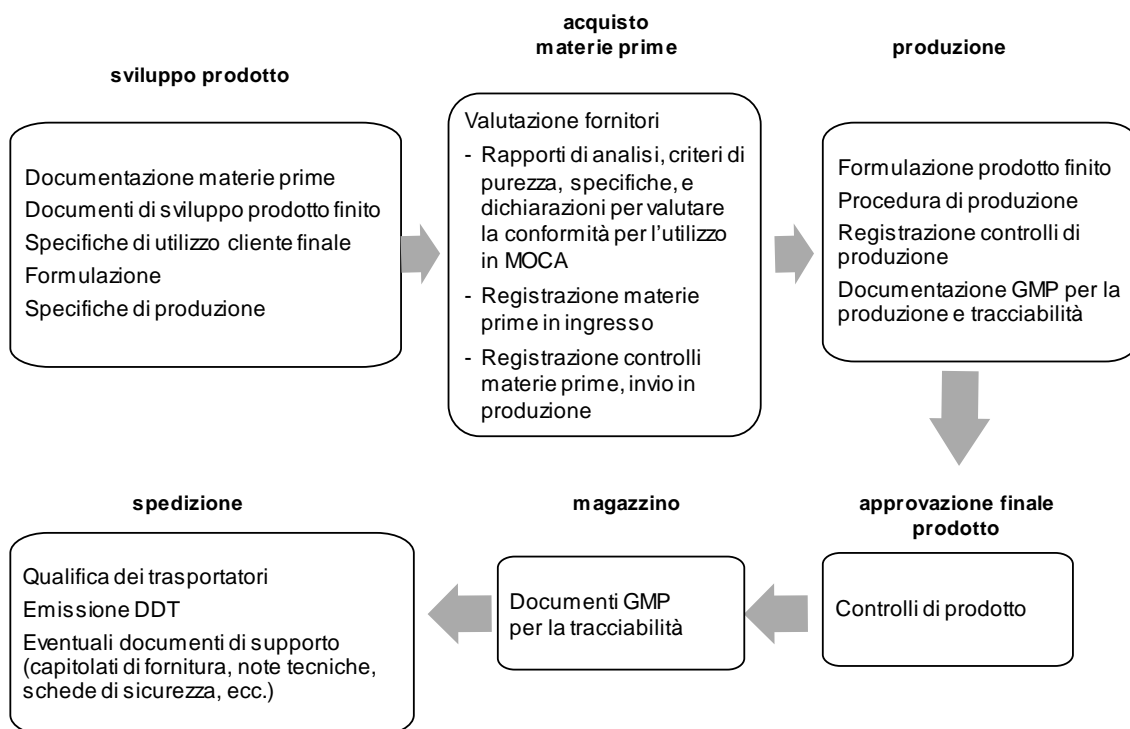 sviluppo prodotto
Documentazione materie prime
Documenti di sviluppo prodotto finito
Specifiche di utilizzo cliente finale
Formulazione
Specifiche di produzione
acquisto
materie prime
Valutazione fornitori
- Rapporti di analisi, criteri di
purezza, specifiche, e
dichiarazioni per valutare
la conformità per l'utilizzo
in MOCA
- Registrazione materie
prime in ingresso
- Registrazione controlli
materie prime, invio in
produzione
produzione
Formulazione prodotto finito
Procedura di produzione
Registrazione controlli di
produzione
Documentazione GMP per la
produzione e tracciabilità
approvazione finale
prodotto
Controlli di prodotto
magazzino
Documenti GMP
per la tracciabilità
spedizione
Qualifica dei trasportatori
Emissione DDT
Eventuali documenti di supporto
(capitolati di fornitura, note tecniche,
schede di sicurezza, ecc.)